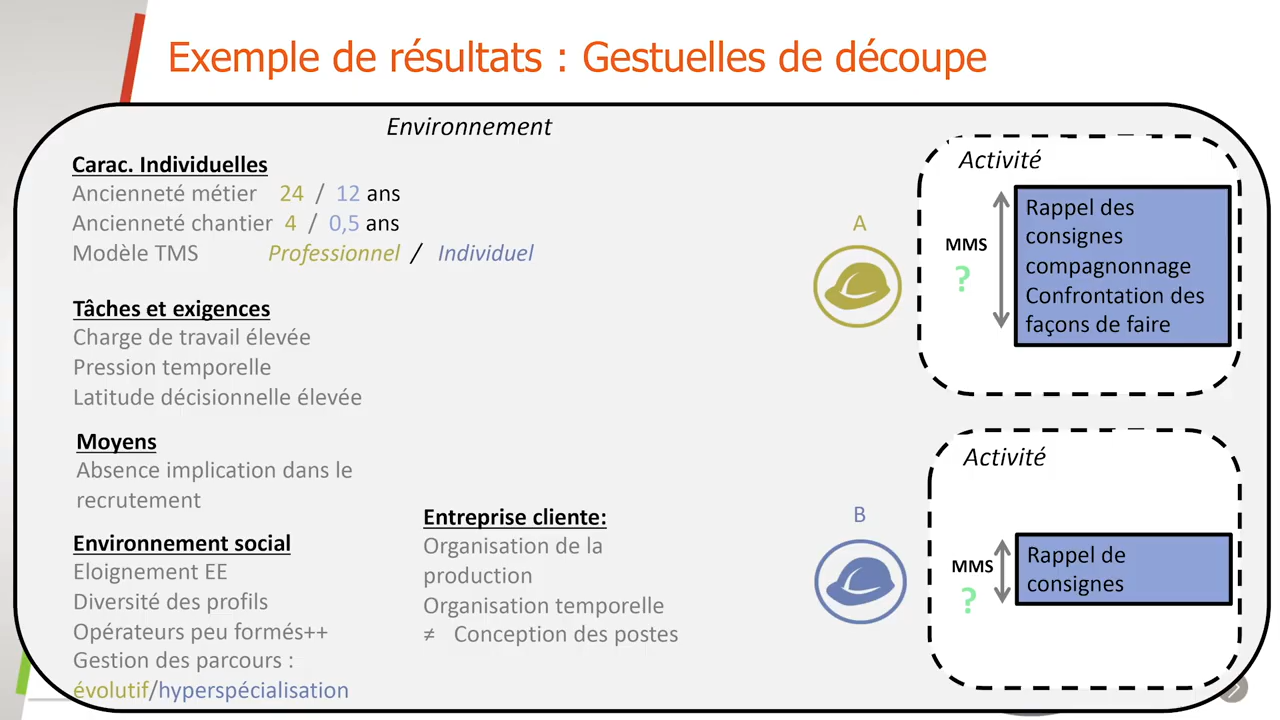 Exemple de résultats : Gestuelles de découpe
Environnement
Carac. Individuelles
Ancienneté métier 24 / 12 ans
Ancienneté chantier 4 / 0,5 ans
Modèle TMS Professionnel / Individuel
Tâches et exigences
Charge de travail élevée
Pression temporelle
Latitude décisionnelle élevée
Moyens
Absence implication dans le
recrutement
Environnement social
Eloignement EE
Diversité des profils
Opérateurs peu formés++
Gestion des parcours :
évolutif/hyperspécialisation
Entreprise cliente:
Organisation de la
production
Organisation temporelle
≠ Conception des postes
A
Activité
MMS
?
Rappel des
consignes
compagnonnage
Confrontation des
façons de faire
B
Activité
MMS
?
Rappel de
consignes